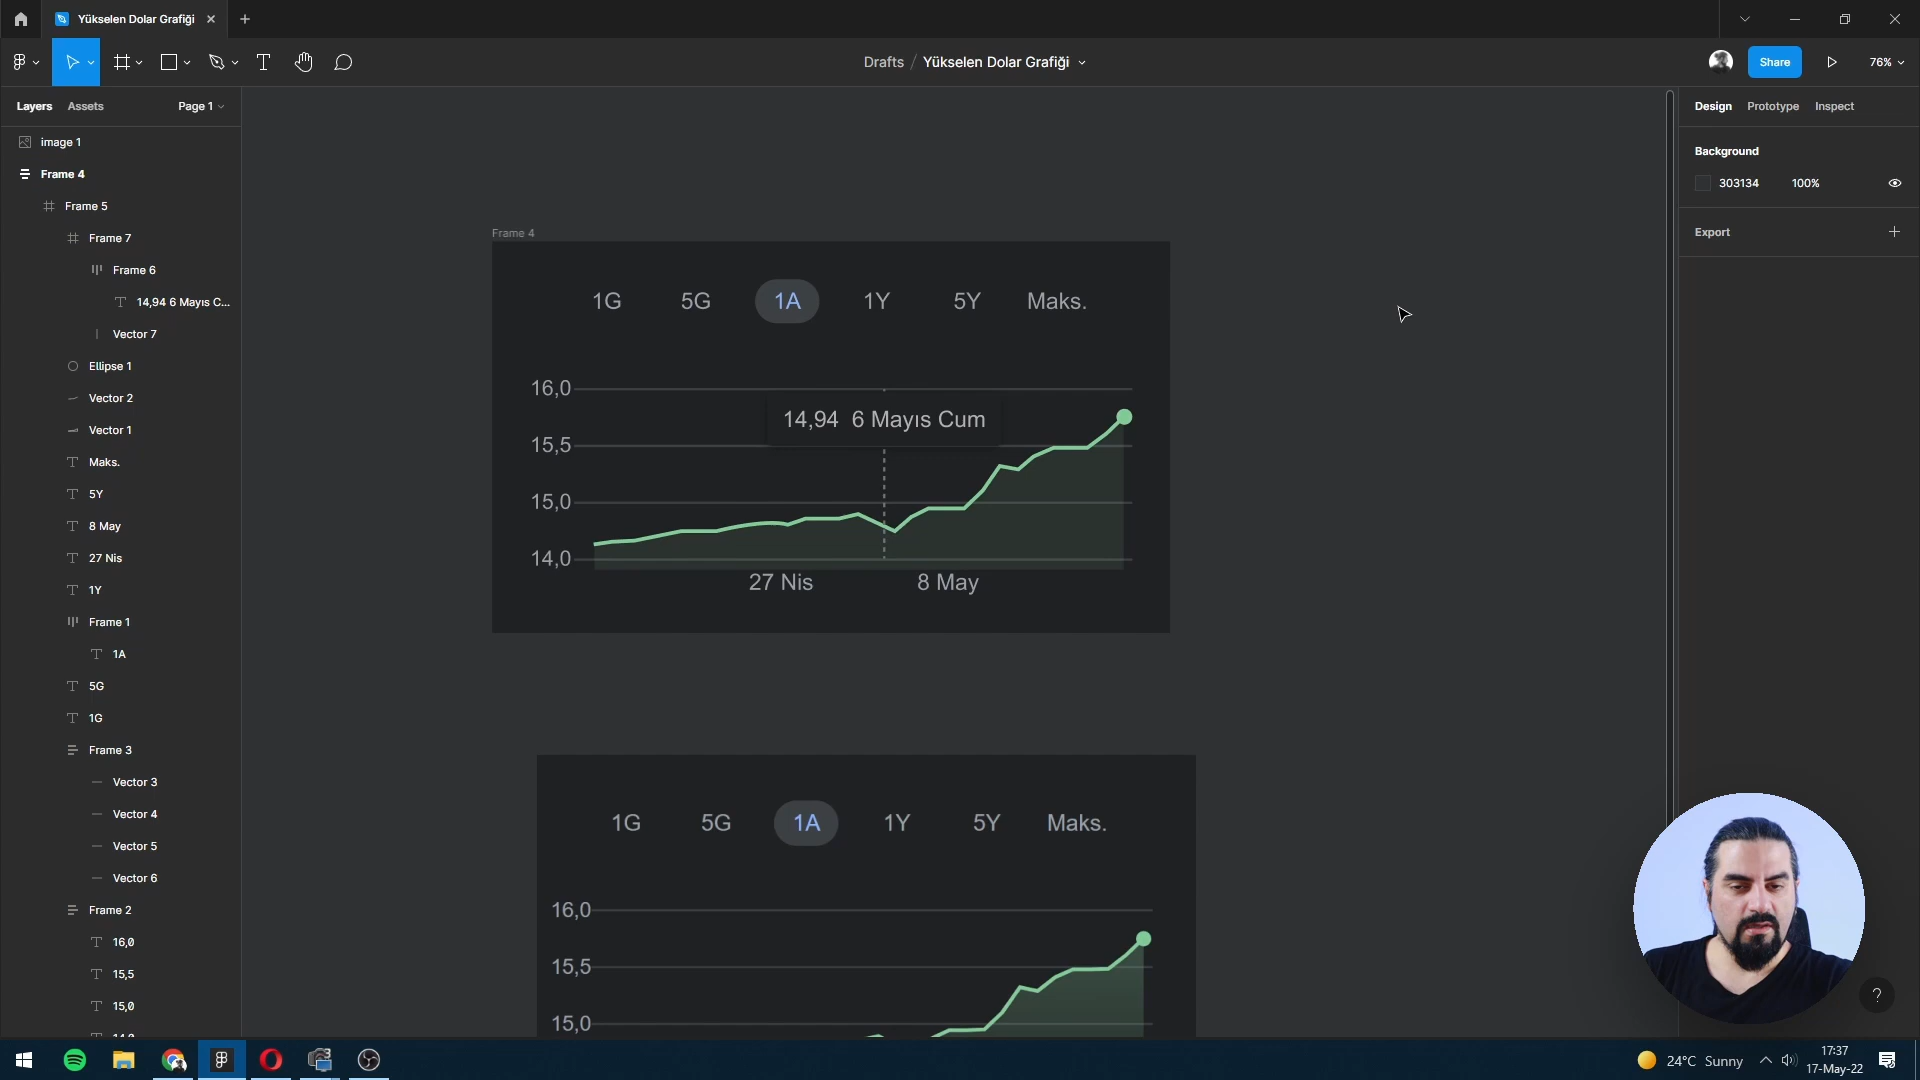 Yükselen Dolar Grafiği
Drafts / Yükselen Dolar Grafiği
Share
76%
Layers Assets Page 1
image 1
Frame 4
Frame 5
Frame 7
Frame 6
14,94 6 Mayıs C...
Vector 7
Ellipse 1
Vector 2
Vector 1
Maks.
5Y
8 May
27 Nis
1Y
Frame 1
1A
5G
1G
Frame 3
Vector 3
Vector 4
Vector 5
Vector 6
Frame 2
16,0
15,5
15,0
Frame 4
1G 5G 1A 1Y 5Y Maks.
16,0
14,94 6 Mayıs Cum
15,5
15,0
14,0
27 Nis 8 May
1G 5G 1A 1Y 5Y Maks.
16,0
15,5
15,0
Design Prototype Inspect
Background
303134 100%
Export
?
24°C Sunny
17:37
17-May-22